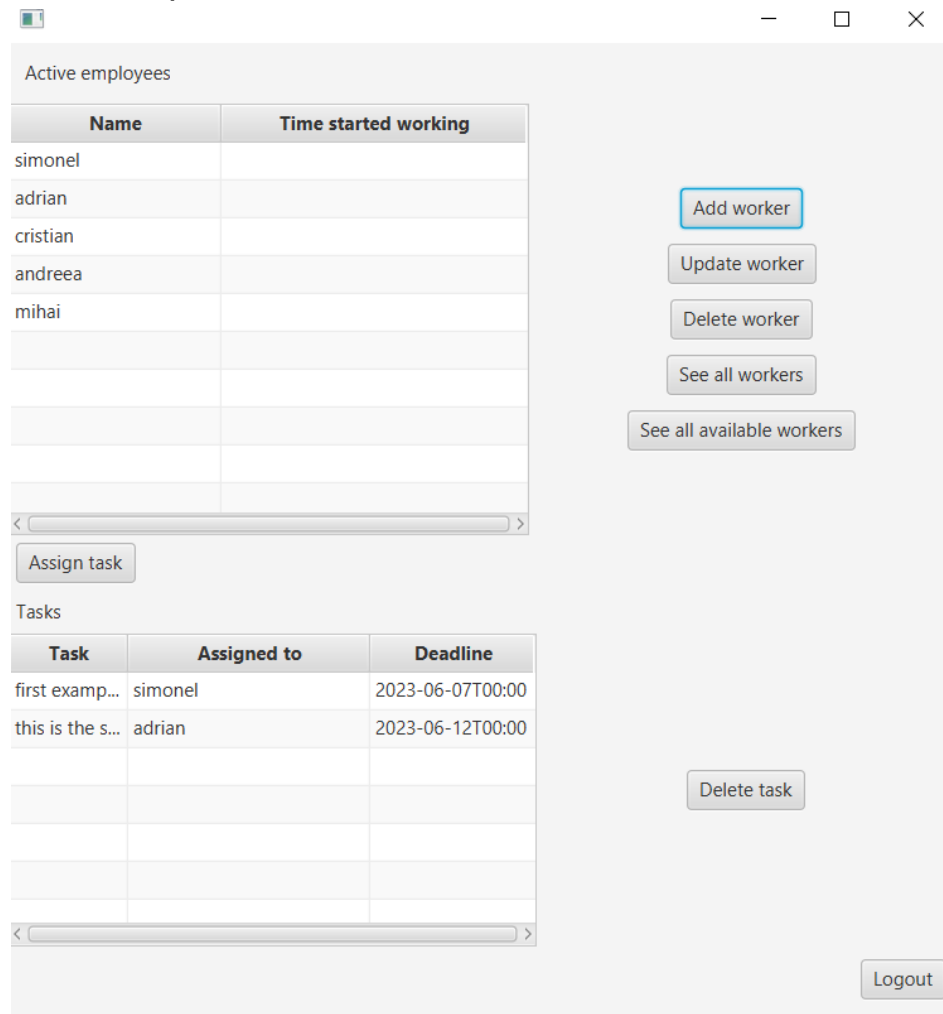 Active employees
Name Time started working
simonel
adrian
cristian
andreea
mihai
Add worker
Update worker
Delete worker
See all workers
See all available workers
Assign task
Tasks
Task Assigned to Deadline
first examp... simonel 2023-06-07T00:00
this is the s... adrian 2023-06-12T00:00
Delete task
Logout